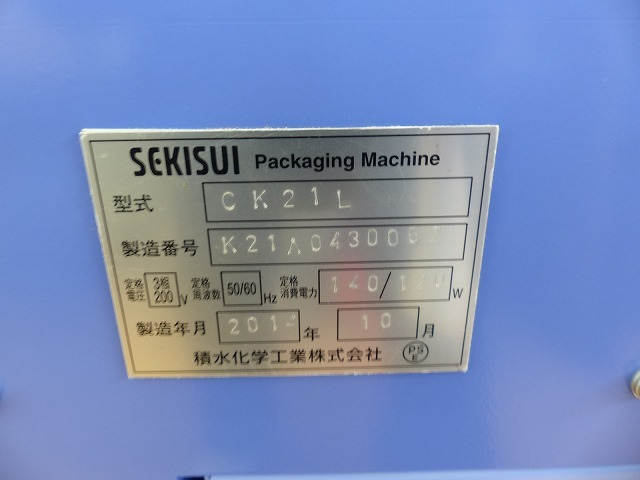 SEKISUI Packaging Machine
型式 CK21L
製造番号
定格電圧 3相 200 V 定格周波数 50/60 Hz 定格消費電力 W
製造年月 年 10 月
積水化学工業株式会社 PSE